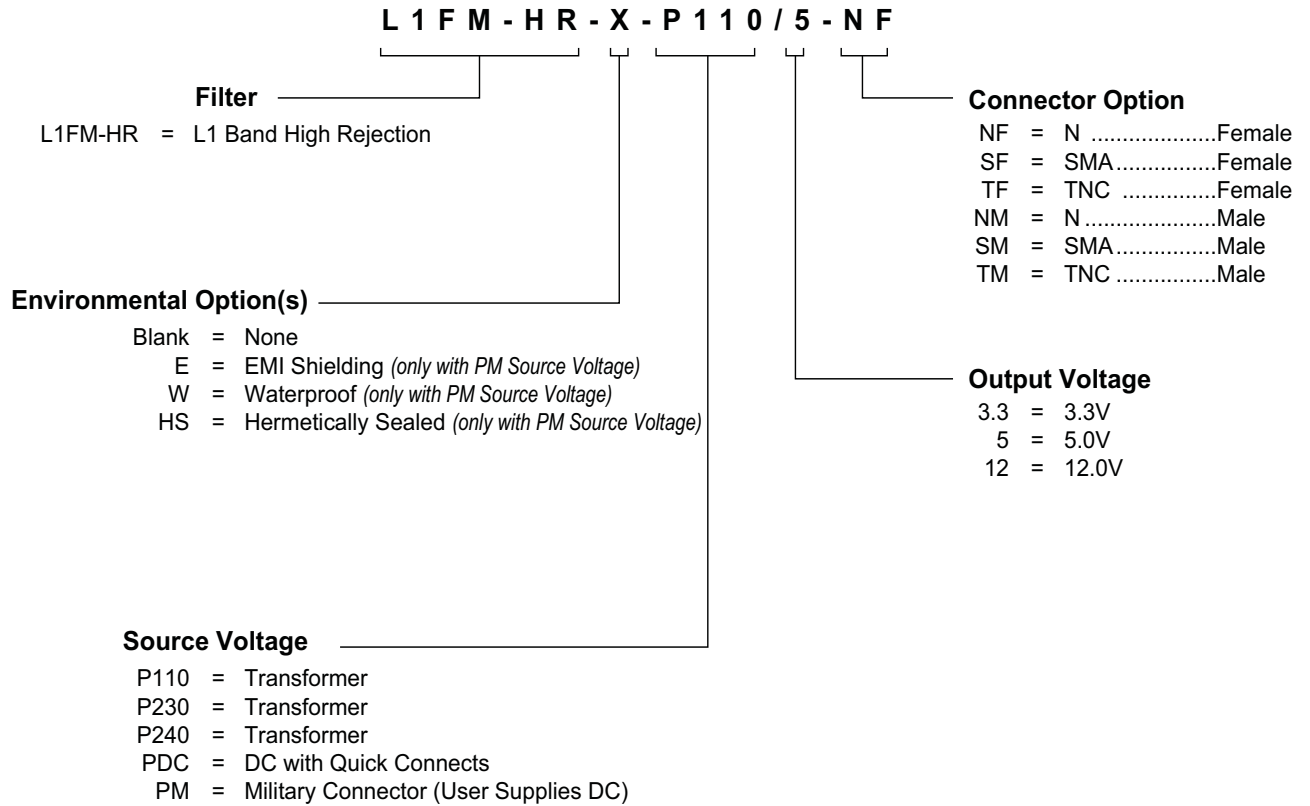 L1FM-HR-X-P110/5-NF
Filter
L1FM-HR = L1 Band High Rejection
Environmental Option(s)
Blank = None
E = EMI Shielding (only with PM Source Voltage)
W = Waterproof (only with PM Source Voltage)
HS = Hermetically Sealed (only with PM Source Voltage)
Source Voltage
P110 = Transformer
P230 = Transformer
P240 = Transformer
PDC = DC with Quick Connects
PM = Military Connector (User Supplies DC)
Connector Option
NF = N ....................Female
SF = SMA................Female
TF = TNC ...............Female
NM = N .....................Male
SM = SMA................Male
TM = TNC ................Male
Output Voltage
3.3 = 3.3V
5 = 5.0V
12 = 12.0V